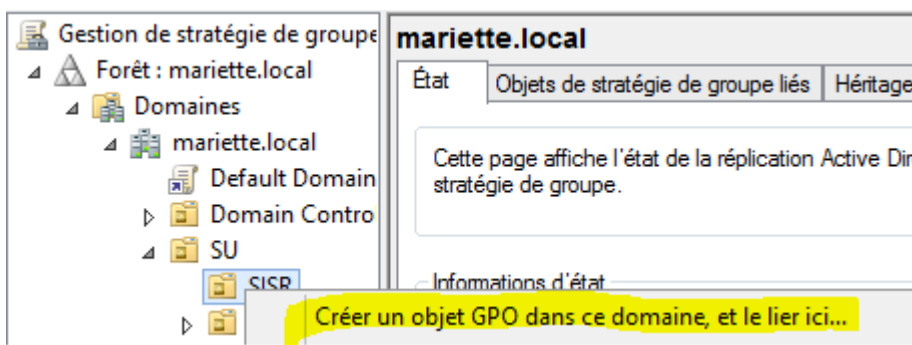 Gestion de stratégie de groupe
Forêt : mariette.local
Domaines
mariette.local
Default Domain
Domain Contro
SU
SISR
mariette.local
État
Objets de stratégie de groupe liés
Héritage
Cette page affiche l'état de la réplication Active Dir
stratégie de groupe.
Informations d'état
Créer un objet GPO dans ce domaine, et le lier ici...